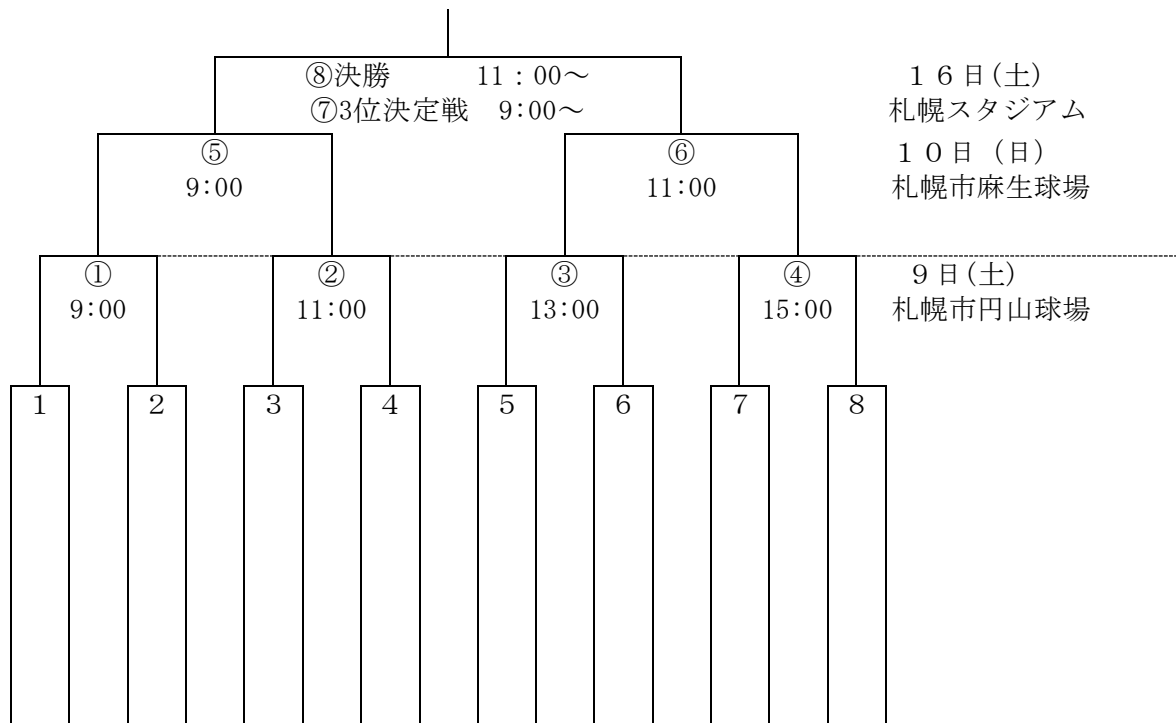 ⑧決勝 11：00～ 16日(土)
⑦3位決定戦 9:00～ 札幌スタジアム
⑤ ⑥ 10日（日）
9:00 11:00 札幌市麻生球場
① ② ③ ④ 9日(土)
9:00 11:00 13:00 15:00 札幌市円山球場
1 2 3 4 5 6 7 8